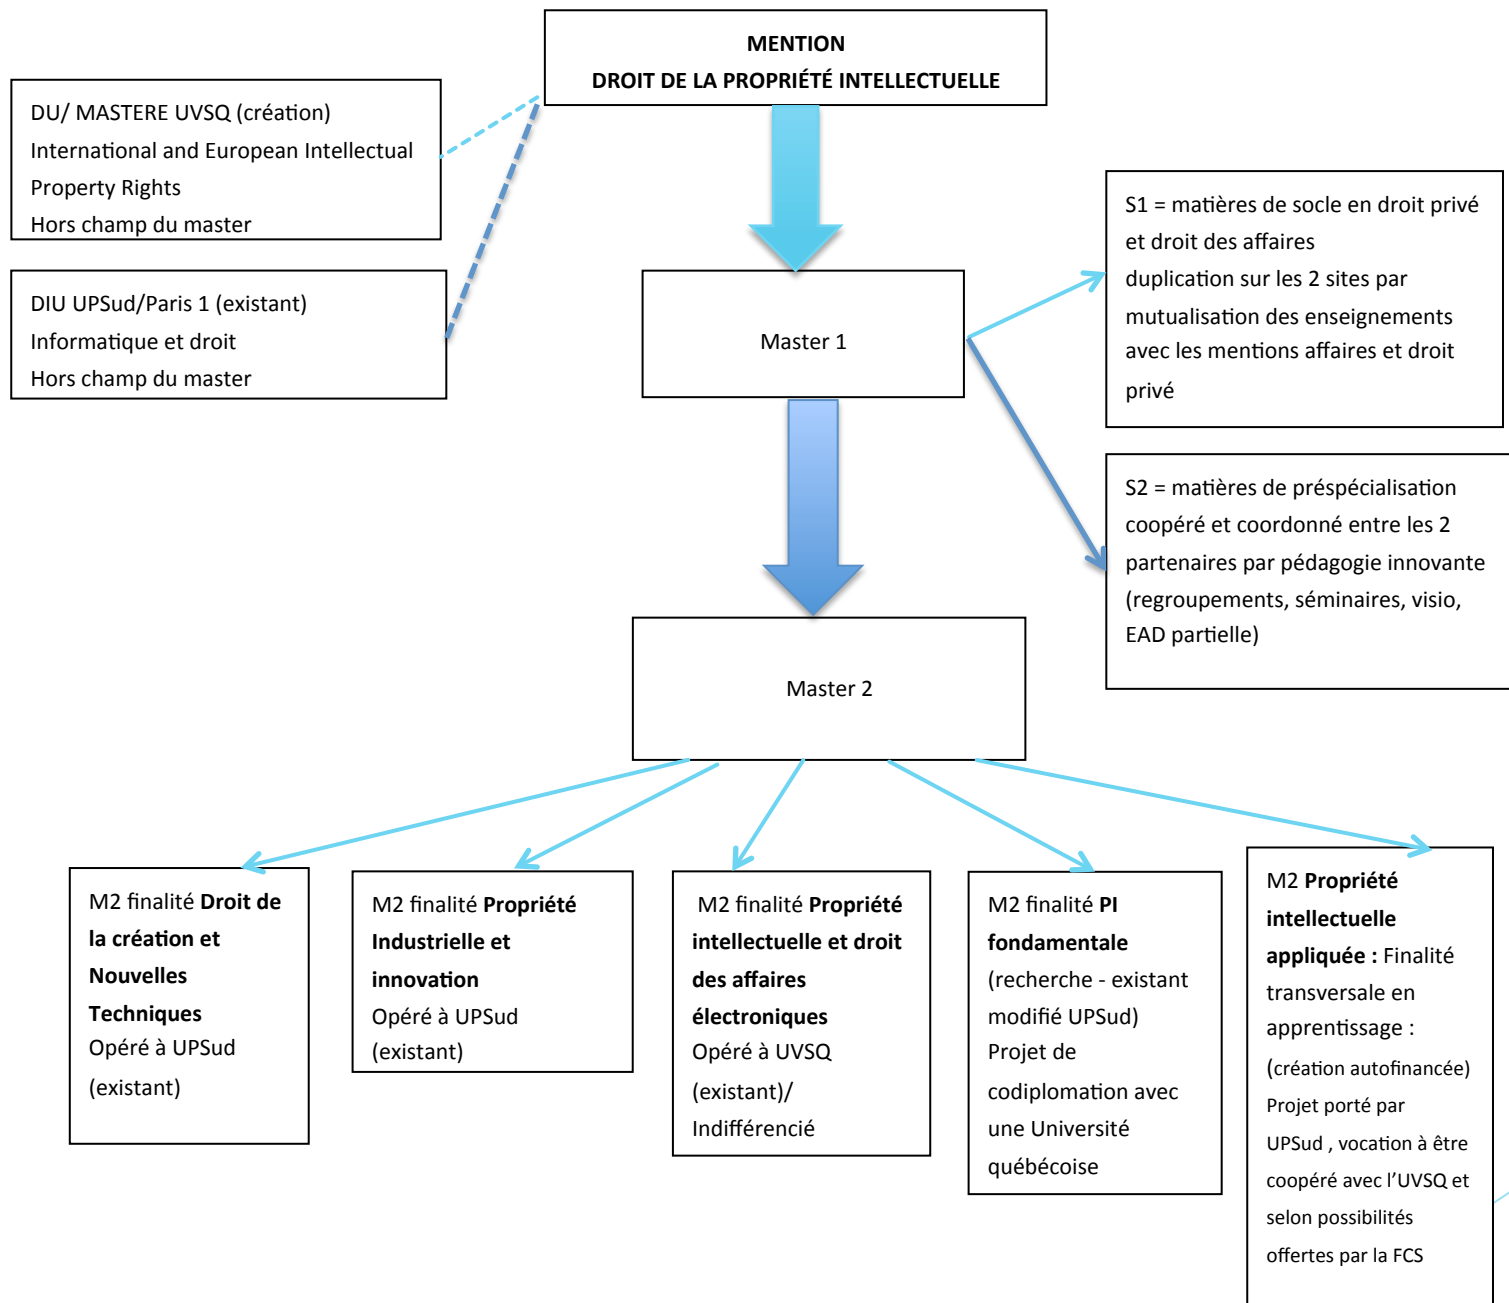 MENTION
DROIT DE LA PROPRIÉTÉ INTELLECTUELLE
DU/ MASTERE UVSQ (création)
International and European Intellectual
Property Rights
Hors champ du master
DIU UPSud/Paris 1 (existant)
Informatique et droit
Hors champ du master
Master 1
S1 = matières de socle en droit privé
et droit des affaires
duplication sur les 2 sites par
mutualisation des enseignements
avec les mentions affaires et droit
privé
S2 = matières de préspécialisation
coopéré et coordonné entre les 2
partenaires par pédagogie innovante
(regroupements, séminaires, visio,
EAD partielle)
Master 2
M2 finalité Droit de
la création et
Nouvelles
Techniques
Opéré à UPSud
(existant)
M2 finalité Propriété
Industrielle et
innovation
Opéré à UPSud
(existant)
M2 finalité Propriété
intellectuelle et droit
des affaires
électroniques
Opéré à UVSQ
(existant)/
Indifférencié
M2 finalité PI
fondamentale
(recherche - existant
modifié UPSud)
Projet de
codiplomation avec
une Université
québécoise
M2 Propriété
intellectuelle
appliquée : Finalité
transversale en
apprentissage :
(création autofinancée)
Projet porté par
UPSud , vocation à être
coopéré avec l'UVSQ et
selon possibilités
offertes par la FCS